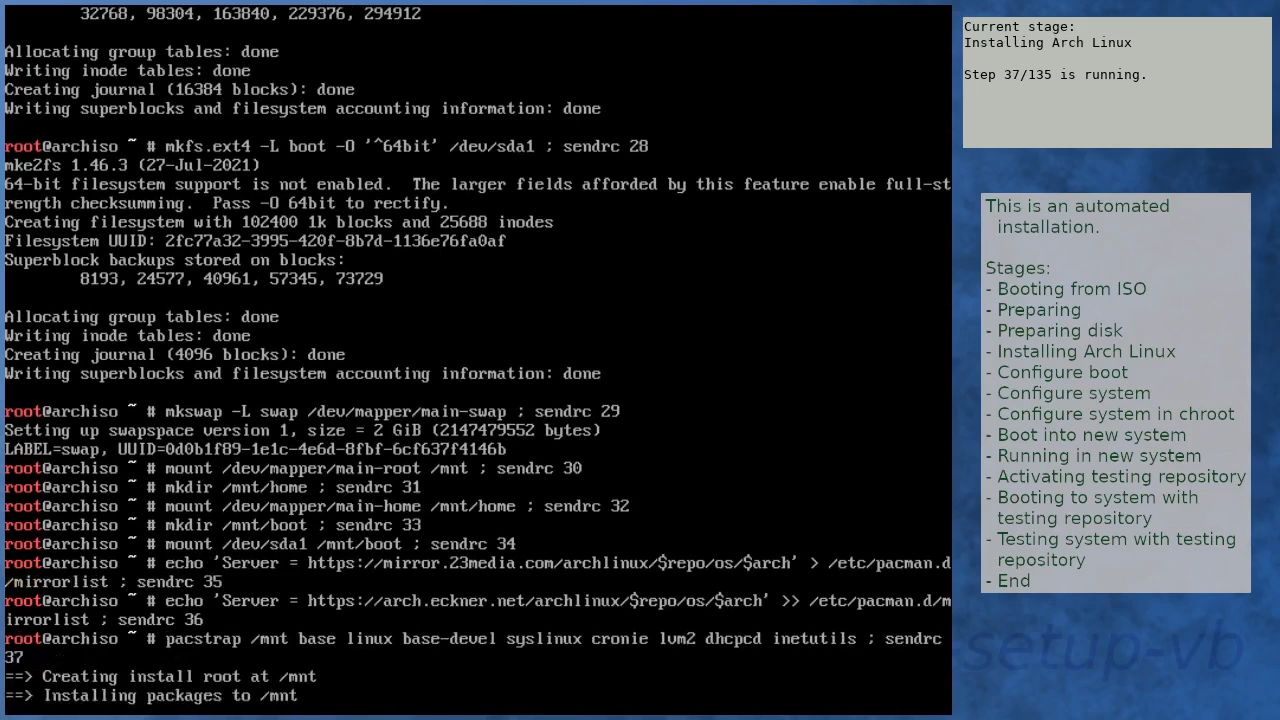 32768, 98304, 163840, 229376, 294912

Allocating group tables: done
Writing inode tables: done
Creating journal (16384 blocks): done
Writing superblocks and filesystem accounting information: done

root@archiso ~ # mkfs.ext4 -L boot -O '^64bit' /dev/sda1 ; sendrc 28
mke2fs 1.46.3 (27-Jul-2021)
64-bit filesystem support is not enabled.  The larger fields afforded by this feature enable full-st
rength checksumming.  Pass -O 64bit to rectify.
Creating filesystem with 102400 1k blocks and 25688 inodes
Filesystem UUID: 2fc77a32-3995-420f-8b7d-1136e76fa0af
Superblock backups stored on blocks:
        8193, 24577, 40961, 57345, 73729

Allocating group tables: done
Writing inode tables: done
Creating journal (4096 blocks): done
Writing superblocks and filesystem accounting information: done

root@archiso ~ # mkswap -L swap /dev/mapper/main-swap ; sendrc 29
Setting up swapspace version 1, size = 2 GiB (2147479552 bytes)
LABEL=swap, UUID=0d0b1f89-1e1c-4e6d-8fbf-6cf637f4146b
root@archiso ~ # mount /dev/mapper/main-root /mnt ; sendrc 30
root@archiso ~ # mkdir /mnt/home ; sendrc 31
root@archiso ~ # mount /dev/mapper/main-home /mnt/home ; sendrc 32
root@archiso ~ # mkdir /mnt/boot ; sendrc 33
root@archiso ~ # mount /dev/sda1 /mnt/boot ; sendrc 34
root@archiso ~ # echo 'Server = https://mirror.23media.com/archlinux/$repo/os/$arch' > /etc/pacman.d
/mirrorlist ; sendrc 35
root@archiso ~ # echo 'Server = https://arch.eckner.net/archlinux/$repo/os/$arch' >> /etc/pacman.d/m
irrorlist ; sendrc 36
root@archiso ~ # pacstrap /mnt base linux base-devel syslinux cronie lvm2 dhcpcd inetutils ; sendrc
37
==> Creating install root at /mnt
==> Installing packages to /mnt
Current stage:
Installing Arch Linux

Step 37/135 is running.

This is an automated
installation.

Stages:
- Booting from ISO
- Preparing
- Preparing disk
- Installing Arch Linux
- Configure boot
- Configure system
- Configure system in chroot
- Boot into new system
- Running in new system
- Activating testing repository
- Booting to system with
testing repository
- Testing system with testing
repository
- End
setup-vb